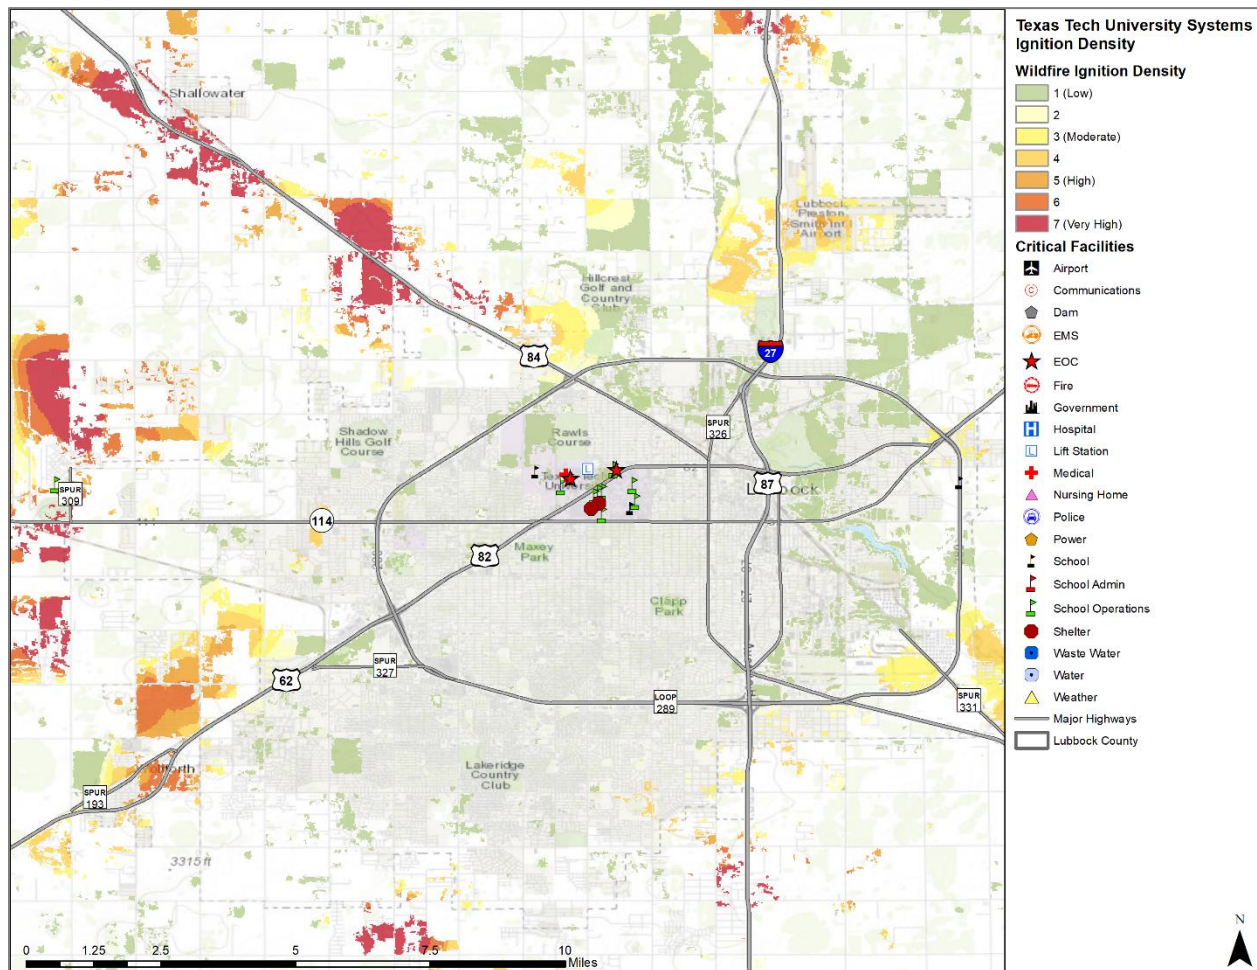 Texas Tech University Systems
Ignition Density
Wildfire Ignition Density
1 (Low)
2
3 (Moderate)
4
5 (High)
6
7 (Very High)
Critical Facilities
Airport
C
Communications
Dam
EMS
EOC
Fire
Government
H
Hospital
L
Lift Station
Medical
Nursing Home
Police
Power
School
School Admin
School Operations
Shelter
Waste Water
Water
Weather
Major Highways
Lubbock County
N
Shallowater
Lubbock
Preston
Smith Intl
Airport
Hillcrest
Golf and
Country
Club
84
27
Shadow
Hills Golf
Course
Rawls
Course
SPUR
326
L
82
87
SPUR
309
114
82
Maxey
Park
Clapp
Park
62
SPUR
327
LOOP
289
SPUR
331
SPUR
193
Lakeridge
Country
Club
3315 ft
0 1.25 2.5 5 7.5 10
Miles